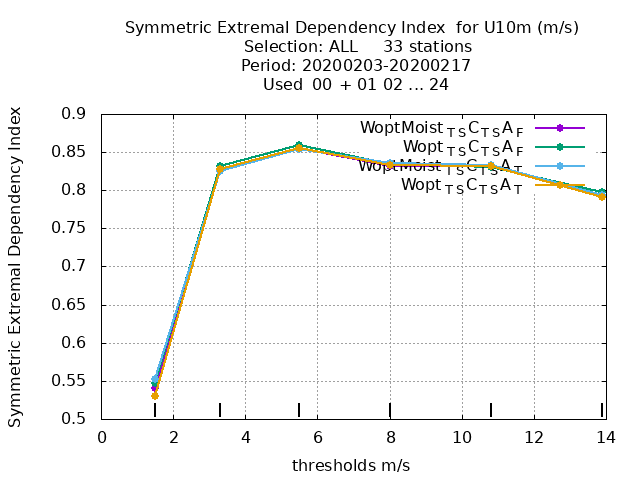 Symmetric Extremal Dependency Index  for U10m (m/s)
Selection: ALL     33 stations
Period: 20200203-20200217
Used  00 + 01 02 ... 24
Symmetric Extremal Dependency Index
0.9
0.85
0.8
0.75
0.7
0.65
0.6
0.55
0.5
WoptMoist TS C TS A F
Wopt TS C TS A F
WoptMoist TS C TS A T
Wopt TS C TS A T
0 2 4 6 8 10 12 14
thresholds m/s